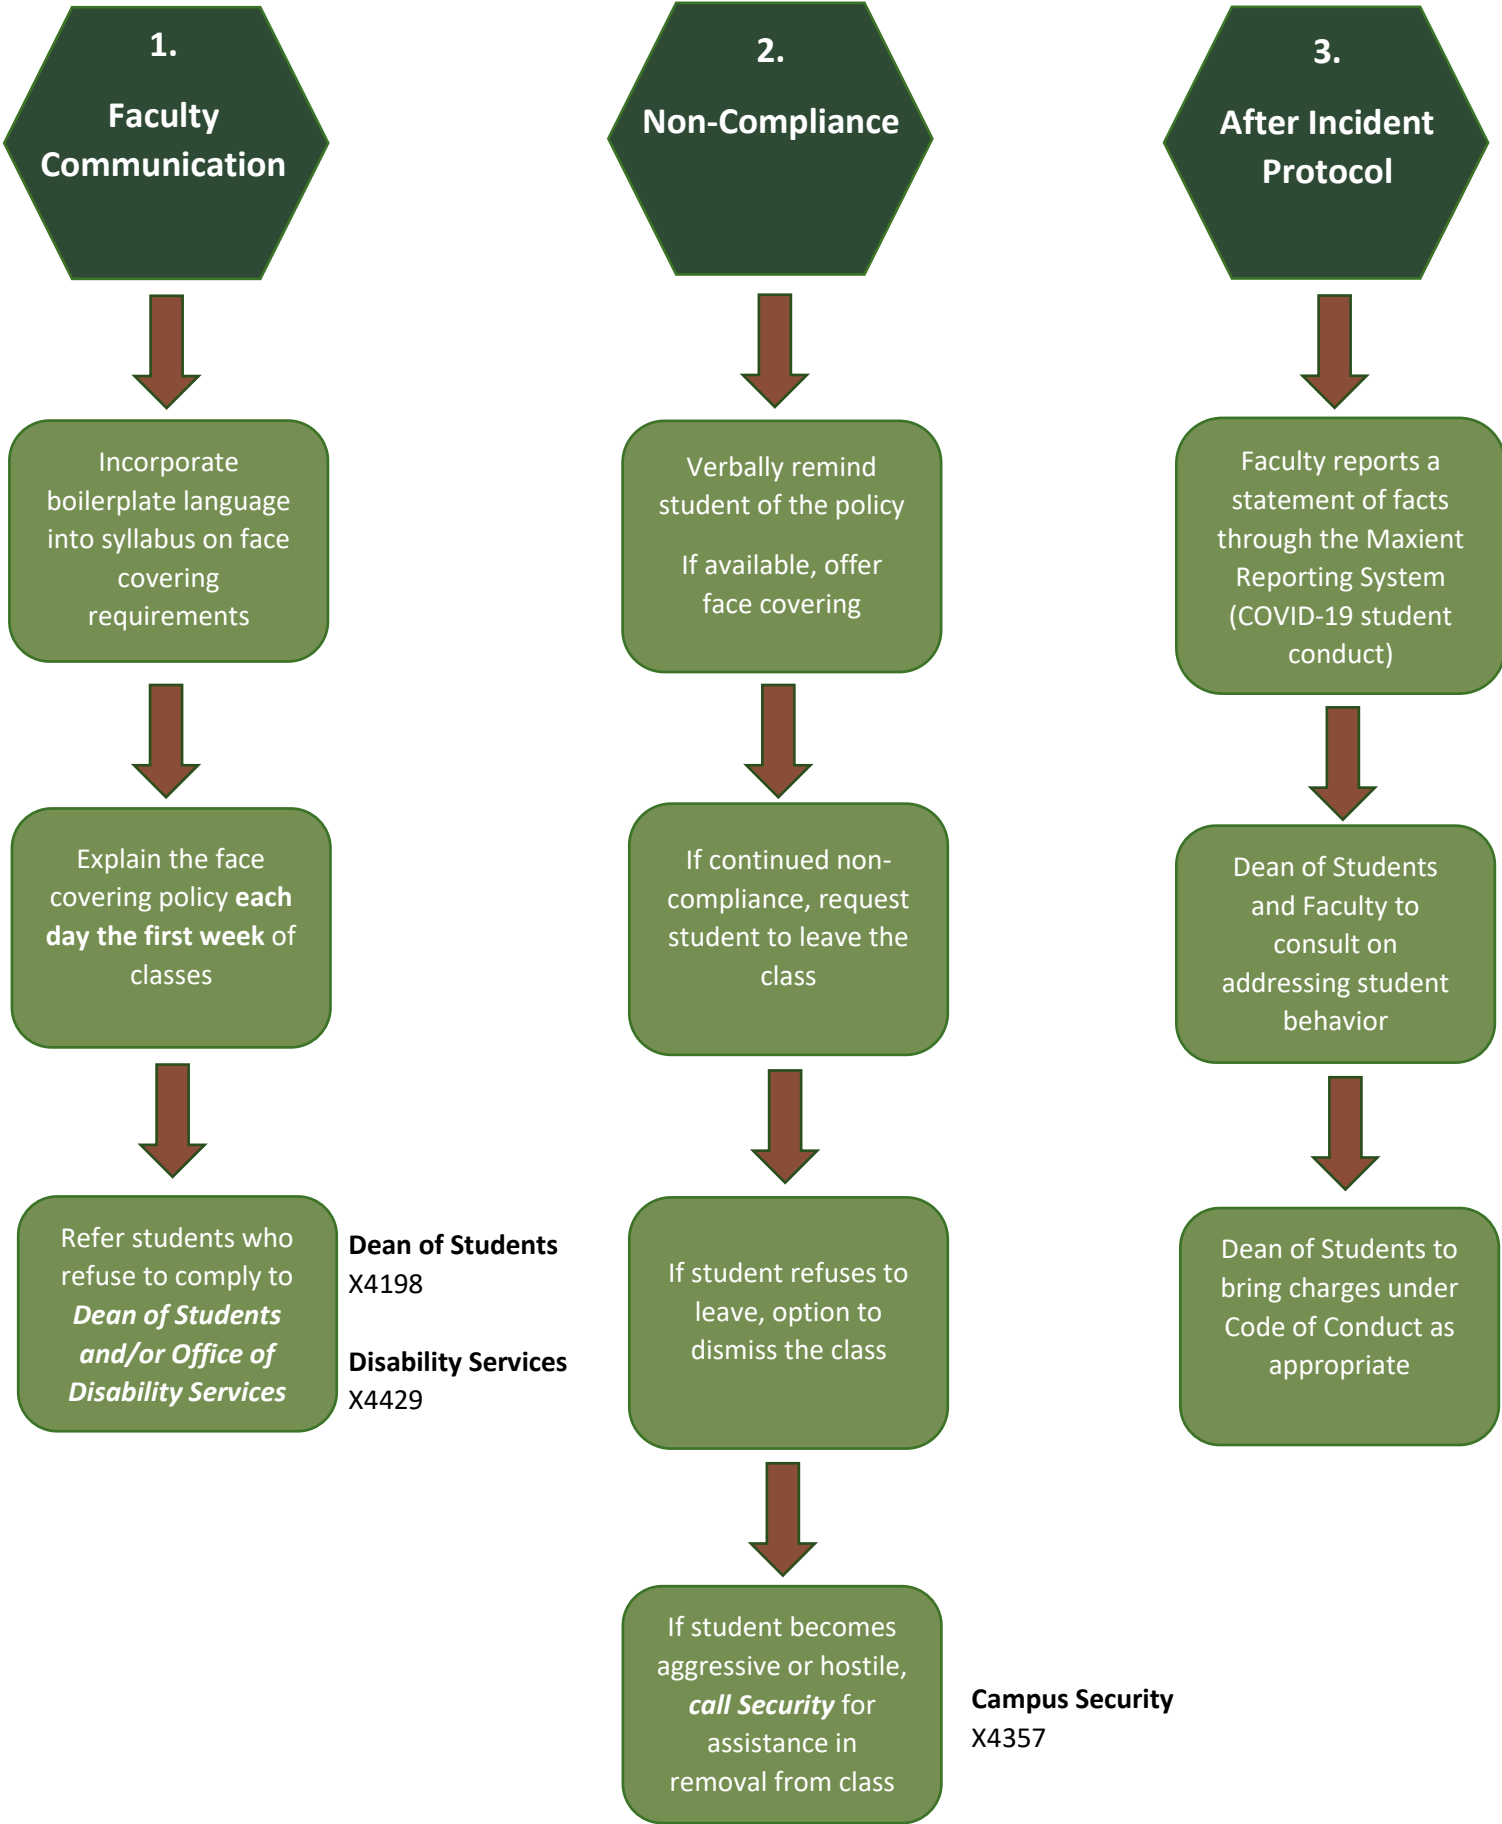 1.
Faculty
Communication
Incorporate
boilerplate language
into syllabus on face
covering
requirements
Explain the face
covering policy each
day the first week of
classes
Refer students who
refuse to comply to
Dean of Students
and/or Office of
Disability Services
Dean of Students
X4198
Disability Services
X4429
2.
Non-Compliance
Verbally remind
student of the policy
If available, offer
face covering
If continued non-
compliance, request
student to leave the
class
If student refuses to
leave, option to
dismiss the class
If student becomes
aggressive or hostile,
call Security for
assistance in
removal from class
Campus Security
X4357
3.
After Incident
Protocol
Faculty reports a
statement of facts
through the Maxient
Reporting System
(COVID-19 student
conduct)
Dean of Students
and Faculty to
consult on
addressing student
behavior
Dean of Students to
bring charges under
Code of Conduct as
appropriate